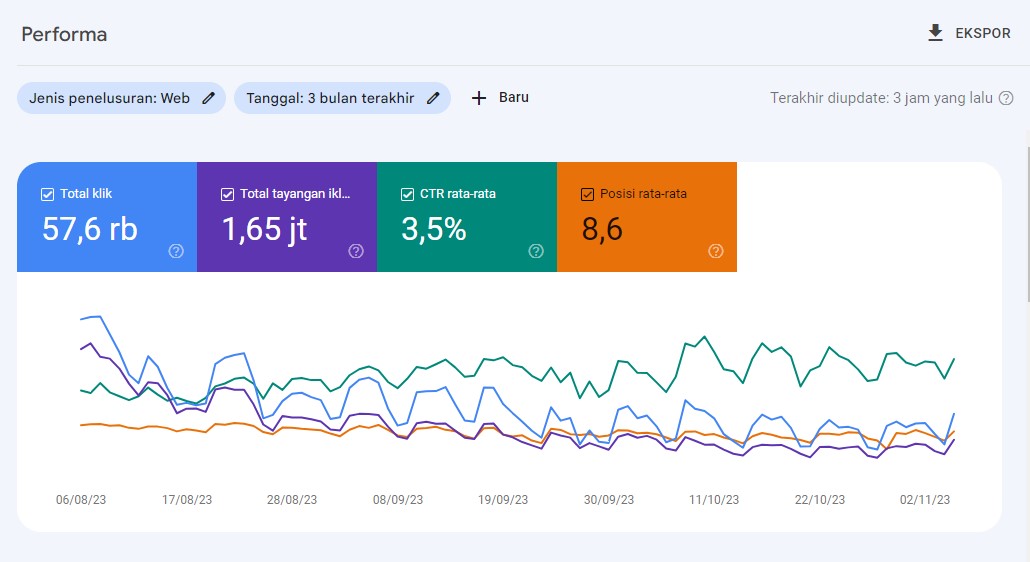 Performa
EKSPOR
Jenis penelusuran: Web
Tanggal: 3 bulan terakhir
Baru
Terakhir diupdate: 3 jam yang lalu
Total klik
57,6 rb
Total tayangan ikl...
1,65 jt
CTR rata-rata
3,5%
Posisi rata-rata
8,6
06/08/23
17/08/23
28/08/23
08/09/23
19/09/23
30/09/23
11/10/23
22/10/23
02/11/23